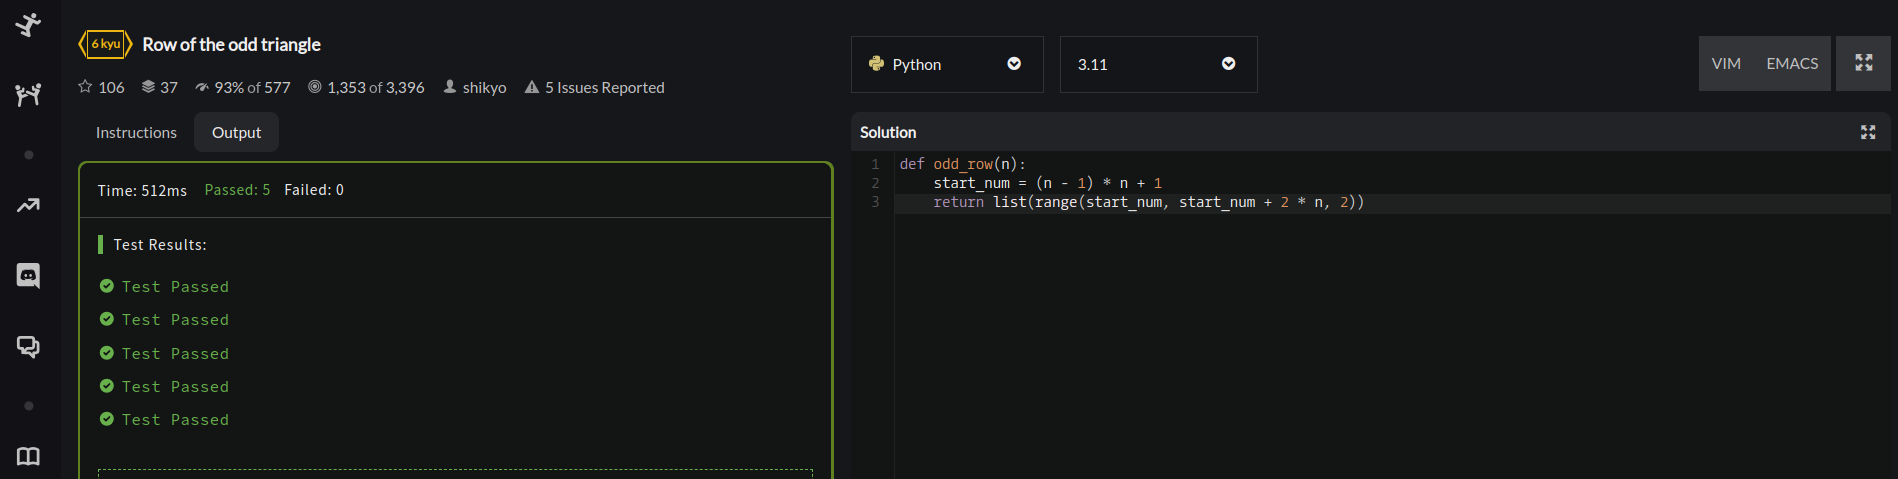 6 kyu Row of the odd triangle
106 37 93% of 577 1,353 of 3,396 shikyo 5 Issues Reported
Instructions Output
Time: 512ms Passed: 5 Failed: 0
Test Results:
Test Passed
Test Passed
Test Passed
Test Passed
Test Passed
Python 3.11 VIM EMACS
Solution
1 def odd_row(n):
2 start_num = (n - 1) * n + 1
3 return list(range(start_num, start_num + 2 * n, 2))